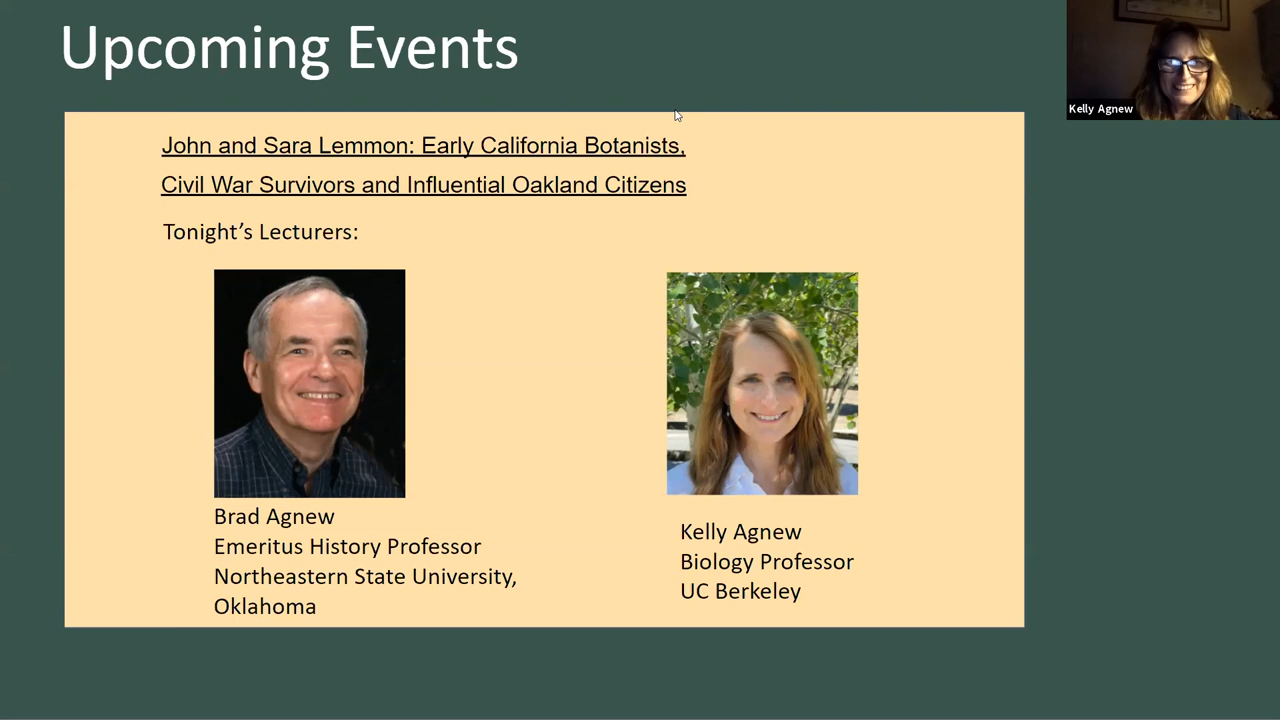 Upcoming Events
Kelly Agnew
John and Sara Lemmon: Early California Botanists,
Civil War Survivors and Influential Oakland Citizens
Tonight’s Lecturers:
Brad Agnew
Emeritus History Professor
Northeastern State University,
Oklahoma
Kelly Agnew
Biology Professor
UC Berkeley